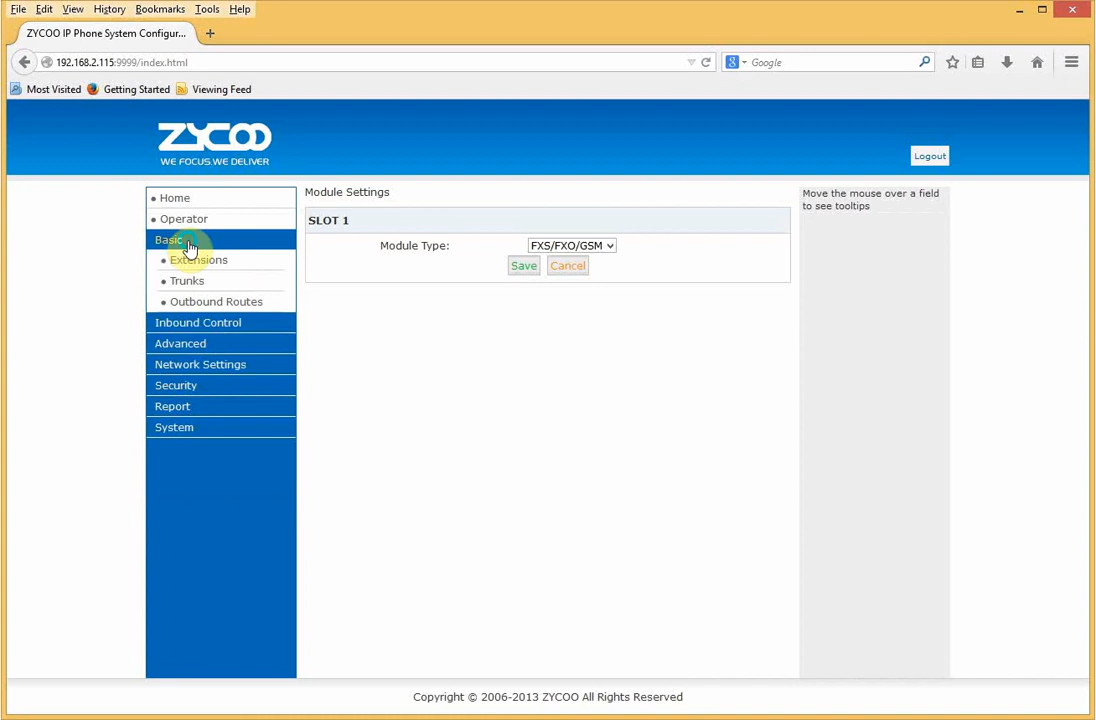 File Edit View History Bookmarks Tools Help
ZYCOO IP Phone System Configur...
192.168.2.115:9999/index.html
Google
Most Visited Getting Started Viewing Feed
ZYCOO
WE FOCUS.WE DELIVER
Logout
Home
Operator
Basic
Extensions
Trunks
Outbound Routes
Inbound Control
Advanced
Network Settings
Security
Report
System
Module Settings
SLOT 1
Module Type: FXS/FXO/GSM
Save Cancel
Move the mouse over a field
to see tooltips
Copyright © 2006-2013 ZYCOO All Rights Reserved